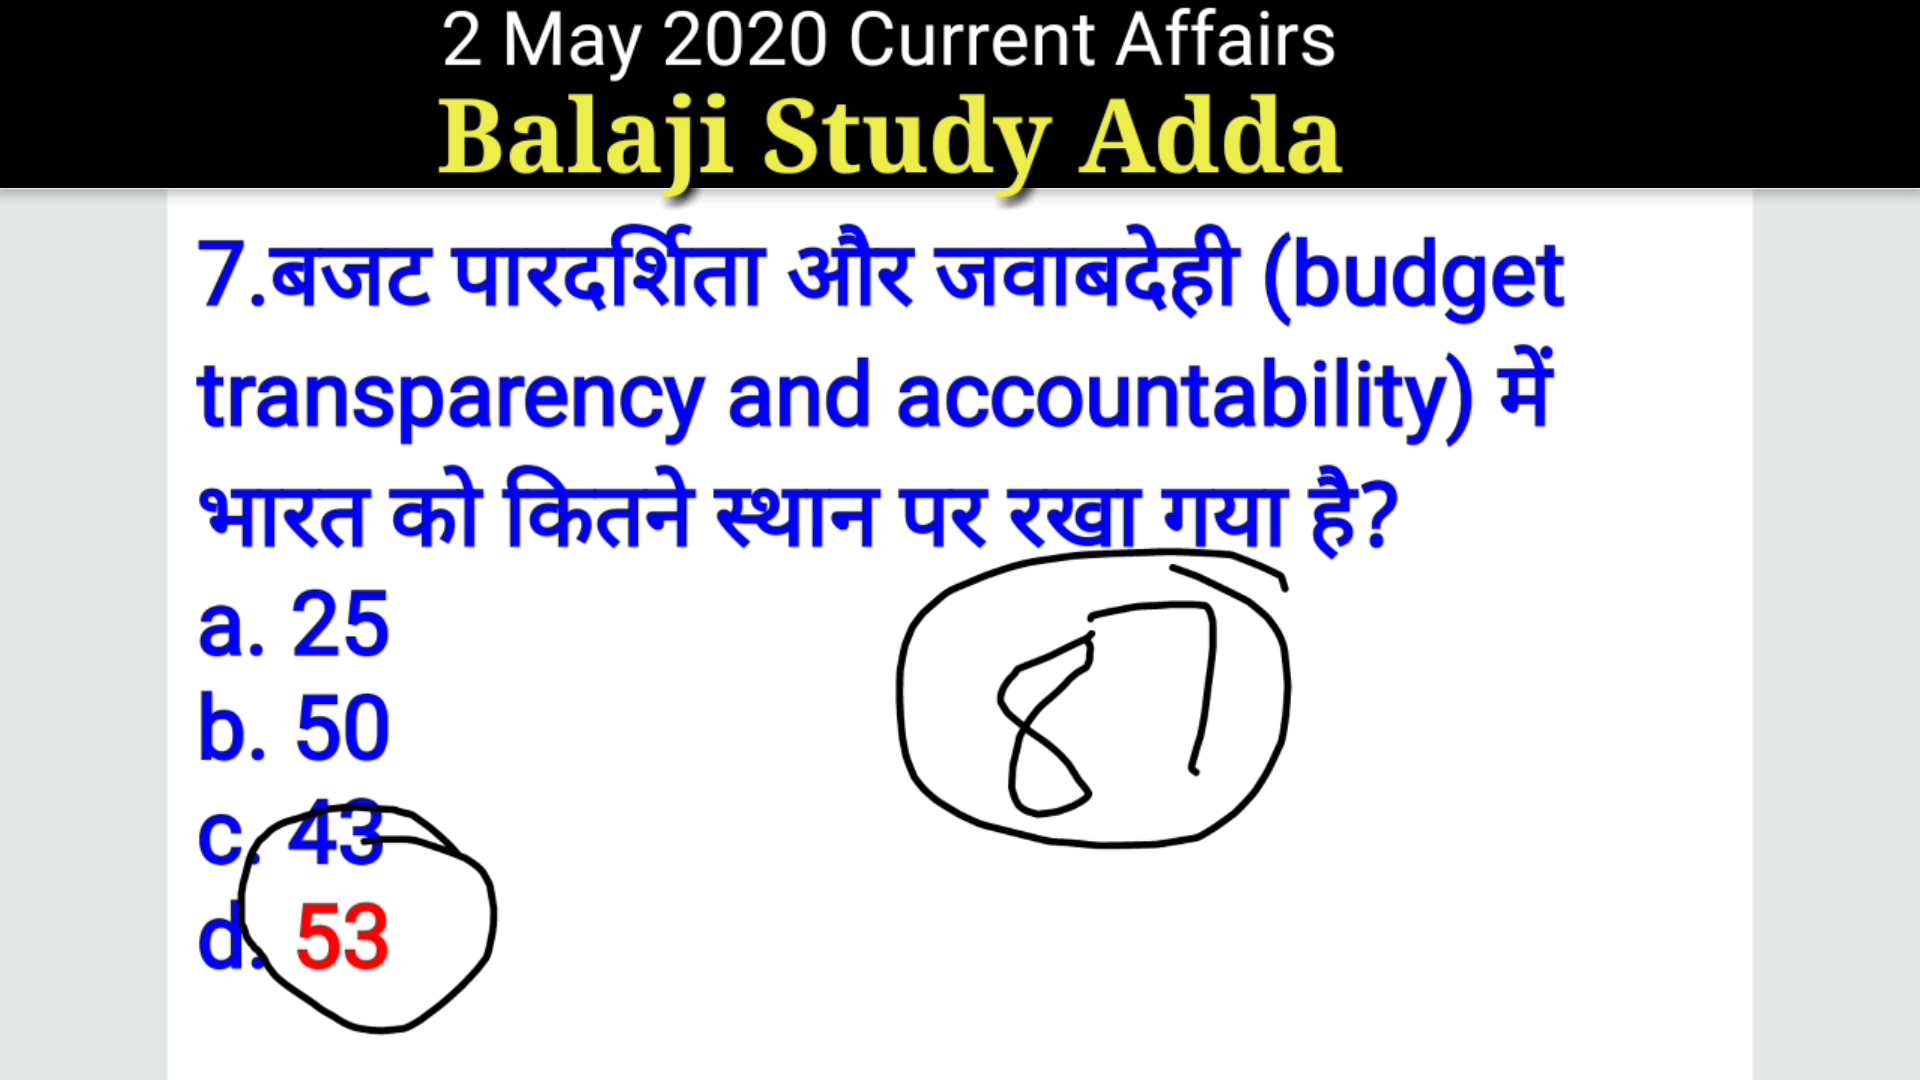 2 May 2020 Current Affairs
Balaji Study Adda
7.बजट पारदर्शिता और जवाबदेही (budget
transparency and accountability) में
भारत को कितने स्थान पर रखा गया है?
a. 25
b. 50
c. 43
d. 53
87